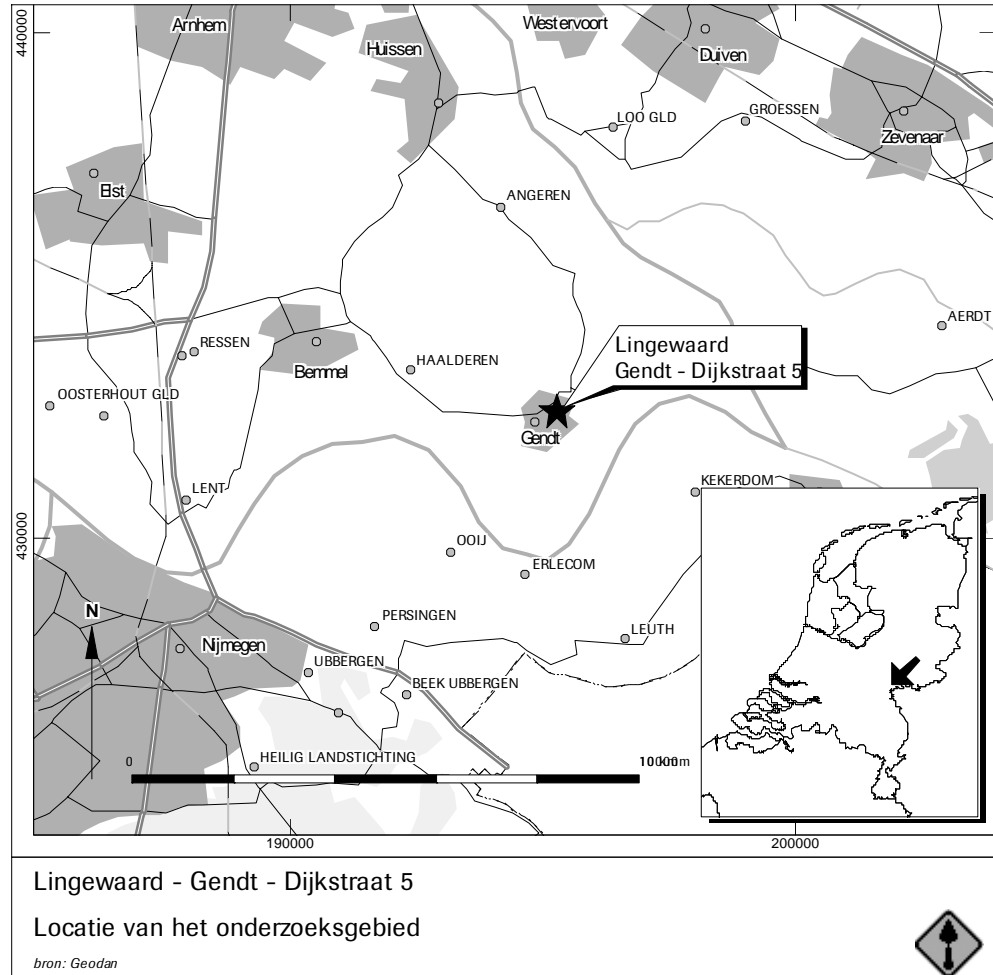 440000
Arnhem
Westervoort
Huissen
Duiven
LOO GLD
GROESSEN
Zevenaar
Elst
ANGEREN
AERDT
RESSEN
Bemmel
HAALDEREN
Lingewaard
Gendt - Dijkstraat 5
OOSTERHOUT GLD
Gendt
LENT
KEKERDOM
430000
OOIJ
ERLECOM
N
PERSINGEN
LEUTH
Nijmegen
UBBERGEN
BEEK UBBERGEN
HEILIG LANDSTICHTING
0
190000
200000
Lingewaard - Gendt - Dijkstraat 5
Locatie van het onderzoeksgebied
bron: Geodan